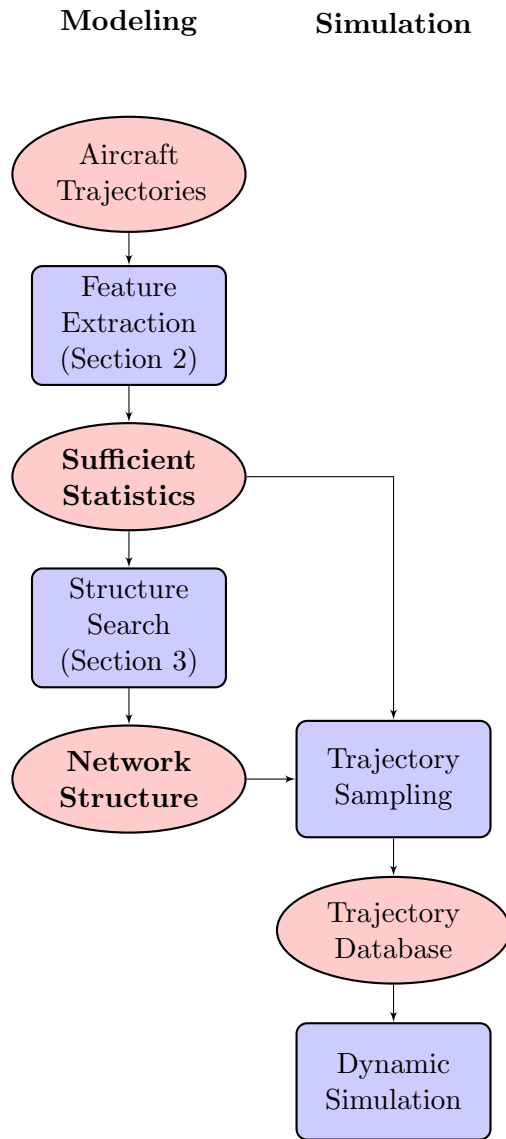 Modeling
Simulation
Aircraft
Trajectories
Feature
Extraction
(Section 2)
Sufficient
Statistics
Structure
Search
(Section 3)
Network
Structure
Trajectory
Sampling
Trajectory
Database
Dynamic
Simulation